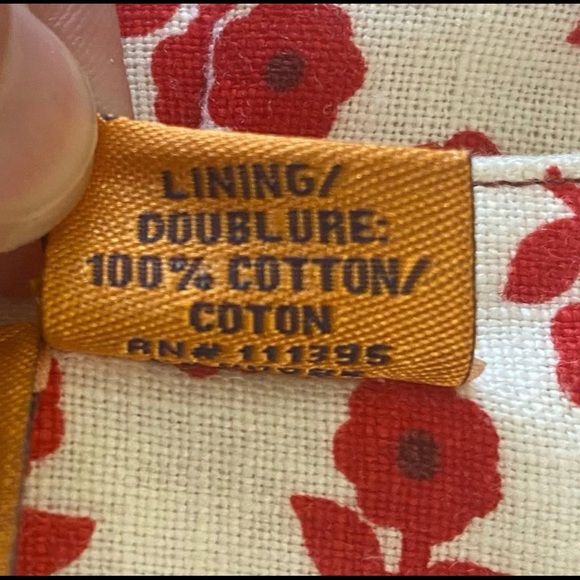 LINING/
DOUBLURE:
100% COTTON/
COTON
RN# 111395